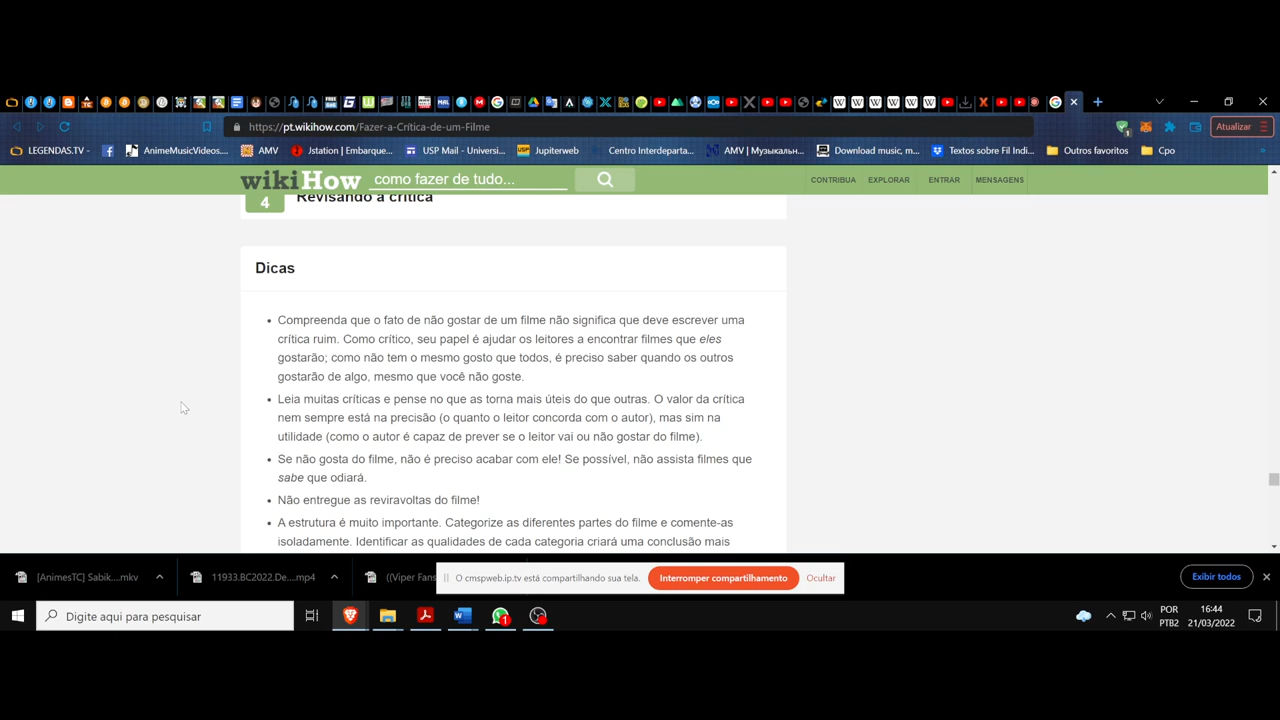 https://pt.wikihow.com/Fazer-a-Crítica-de-um-Filme
Atualizar
LEGENDAS.TV -
AnimeMusicVideos...
AMV
Jstation | Embarque...
USP Mail - Universi...
Jupiterweb
Centro Interdeparta...
AMV | Музыкальн...
Download music, m...
Textos sobre Fil Indi...
Outros favoritos
Cpo
wikiHow
como fazer de tudo...
CONTRIBUA
EXPLORAR
ENTRAR
MENSAGENS
4
Revisando a crítica
Dicas
Compreenda que o fato de não gostar de um filme não significa que deve escrever uma
crítica ruim. Como crítico, seu papel é ajudar os leitores a encontrar filmes que eles
gostarão; como não tem o mesmo gosto que todos, é preciso saber quando os outros
gostarão de algo, mesmo que você não goste.
Leia muitas críticas e pense no que as torna mais úteis do que outras. O valor da crítica
nem sempre está na precisão (o quanto o leitor concorda com o autor), mas sim na
utilidade (como o autor é capaz de prever se o leitor vai ou não gostar do filme).
Se não gosta do filme, não é preciso acabar com ele! Se possível, não assista filmes que
sabe que odiará.
Não entregue as reviravoltas do filme!
A estrutura é muito importante. Categorize as diferentes partes do filme e comente-as
isoladamente. Identificar as qualidades de cada categoria criará uma conclusão mais
[AnimesTC] Sabik....mkv
11933.BC2022.De....mp4
((Viper Fans
O cmspweb.ip.tv está compartilhando sua tela.
Interromper compartilhamento
Ocultar
Exibir todos
Digite aqui para pesquisar
1
POR
PTB2
16:44
21/03/2022